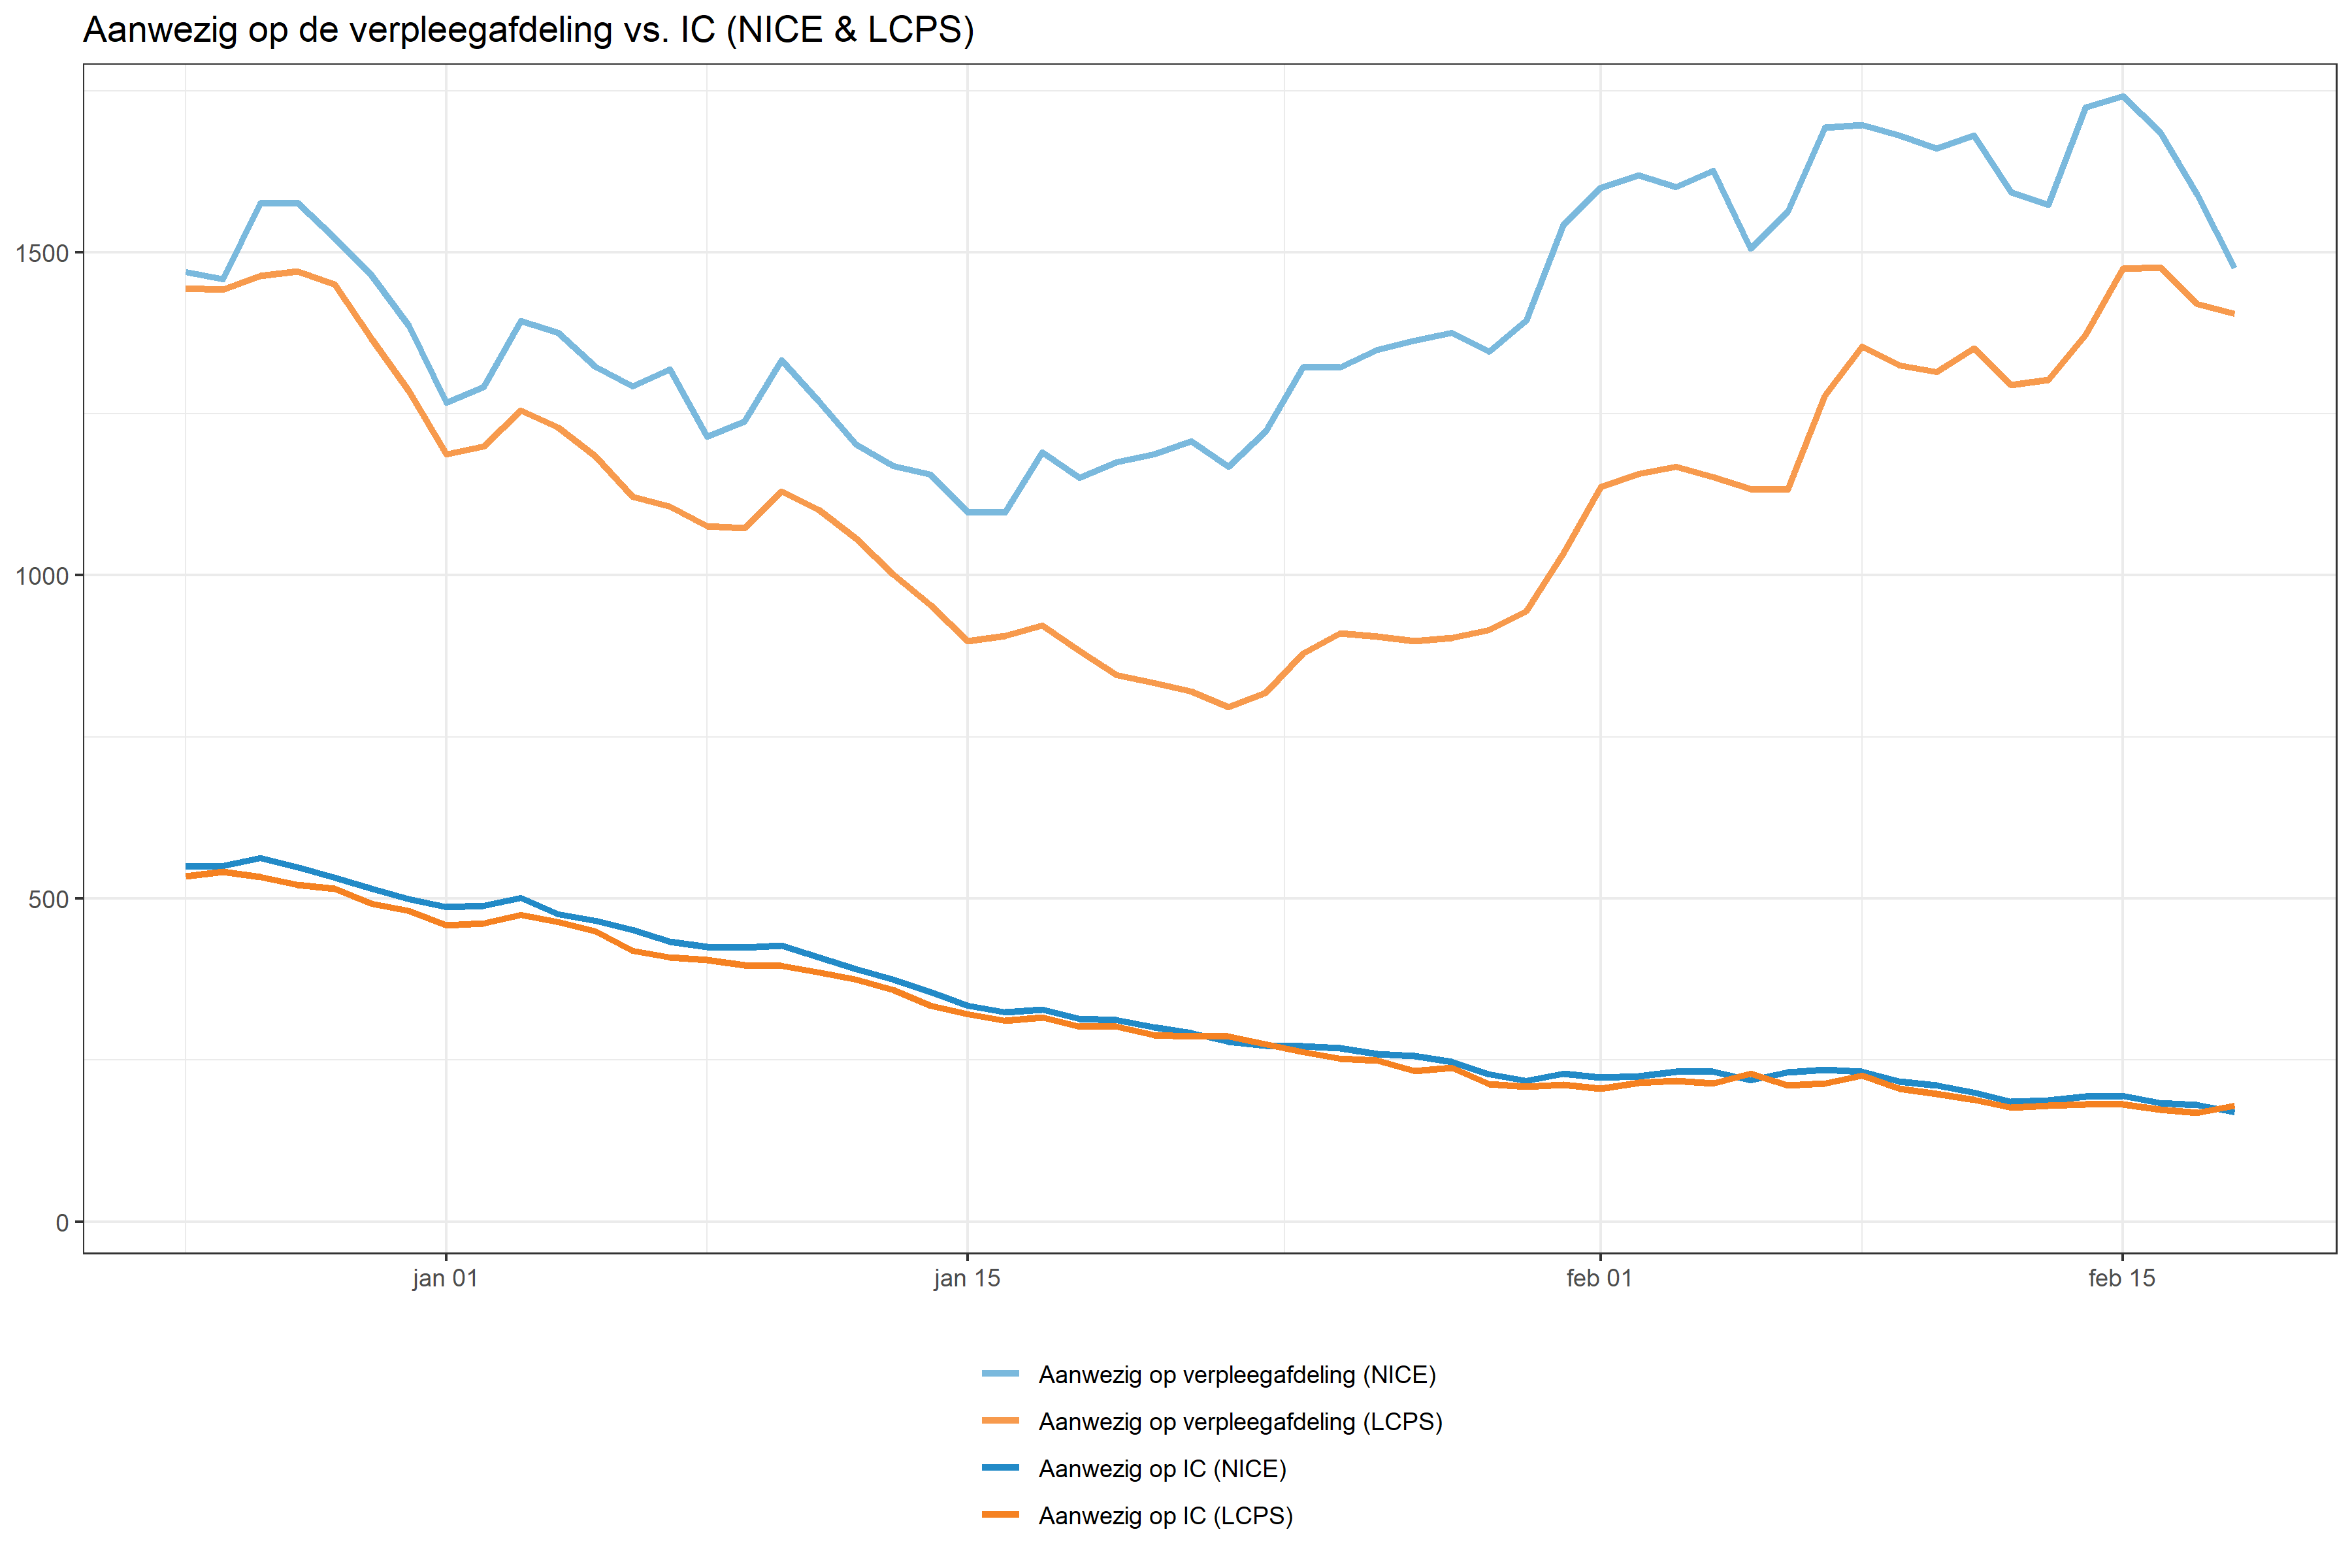 Aanwezig op de verpleegafdeling vs. IC (NICE & LCPS)
1500
1000
500
0
jan 01
jan 15
feb 01
feb 15
Aanwezig op verpleegafdeling (NICE)
Aanwezig op verpleegafdeling (LCPS)
Aanwezig op IC (NICE)
Aanwezig op IC (LCPS)